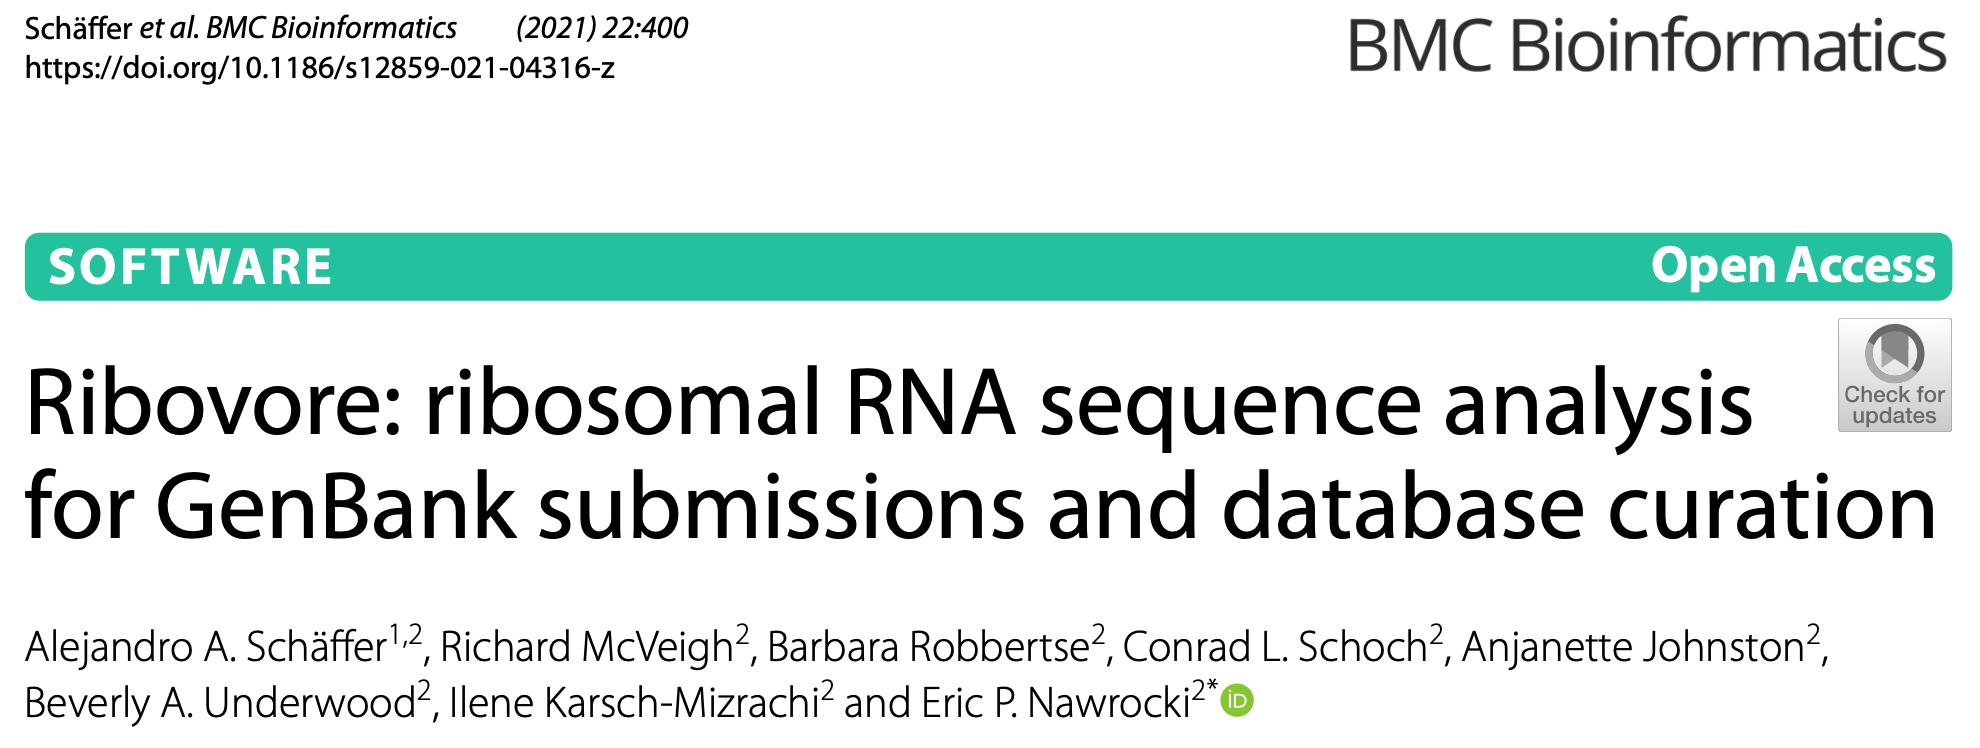 Schäffer et al. BMC Bioinformatics (2021) 22:400
https://doi.org/10.1186/s12859-021-04316-z
BMC Bioinformatics
SOFTWARE Open Access
Check for
updates
Ribovore: ribosomal RNA sequence analysis
for GenBank submissions and database curation
Alejandro A. Schäffer1,2, Richard McVeigh2, Barbara Robbertse2, Conrad L. Schoch2, Anjanette Johnston2,
Beverly A. Underwood2, Ilene Karsch-Mizrachi2 and Eric P. Nawrocki2* iD